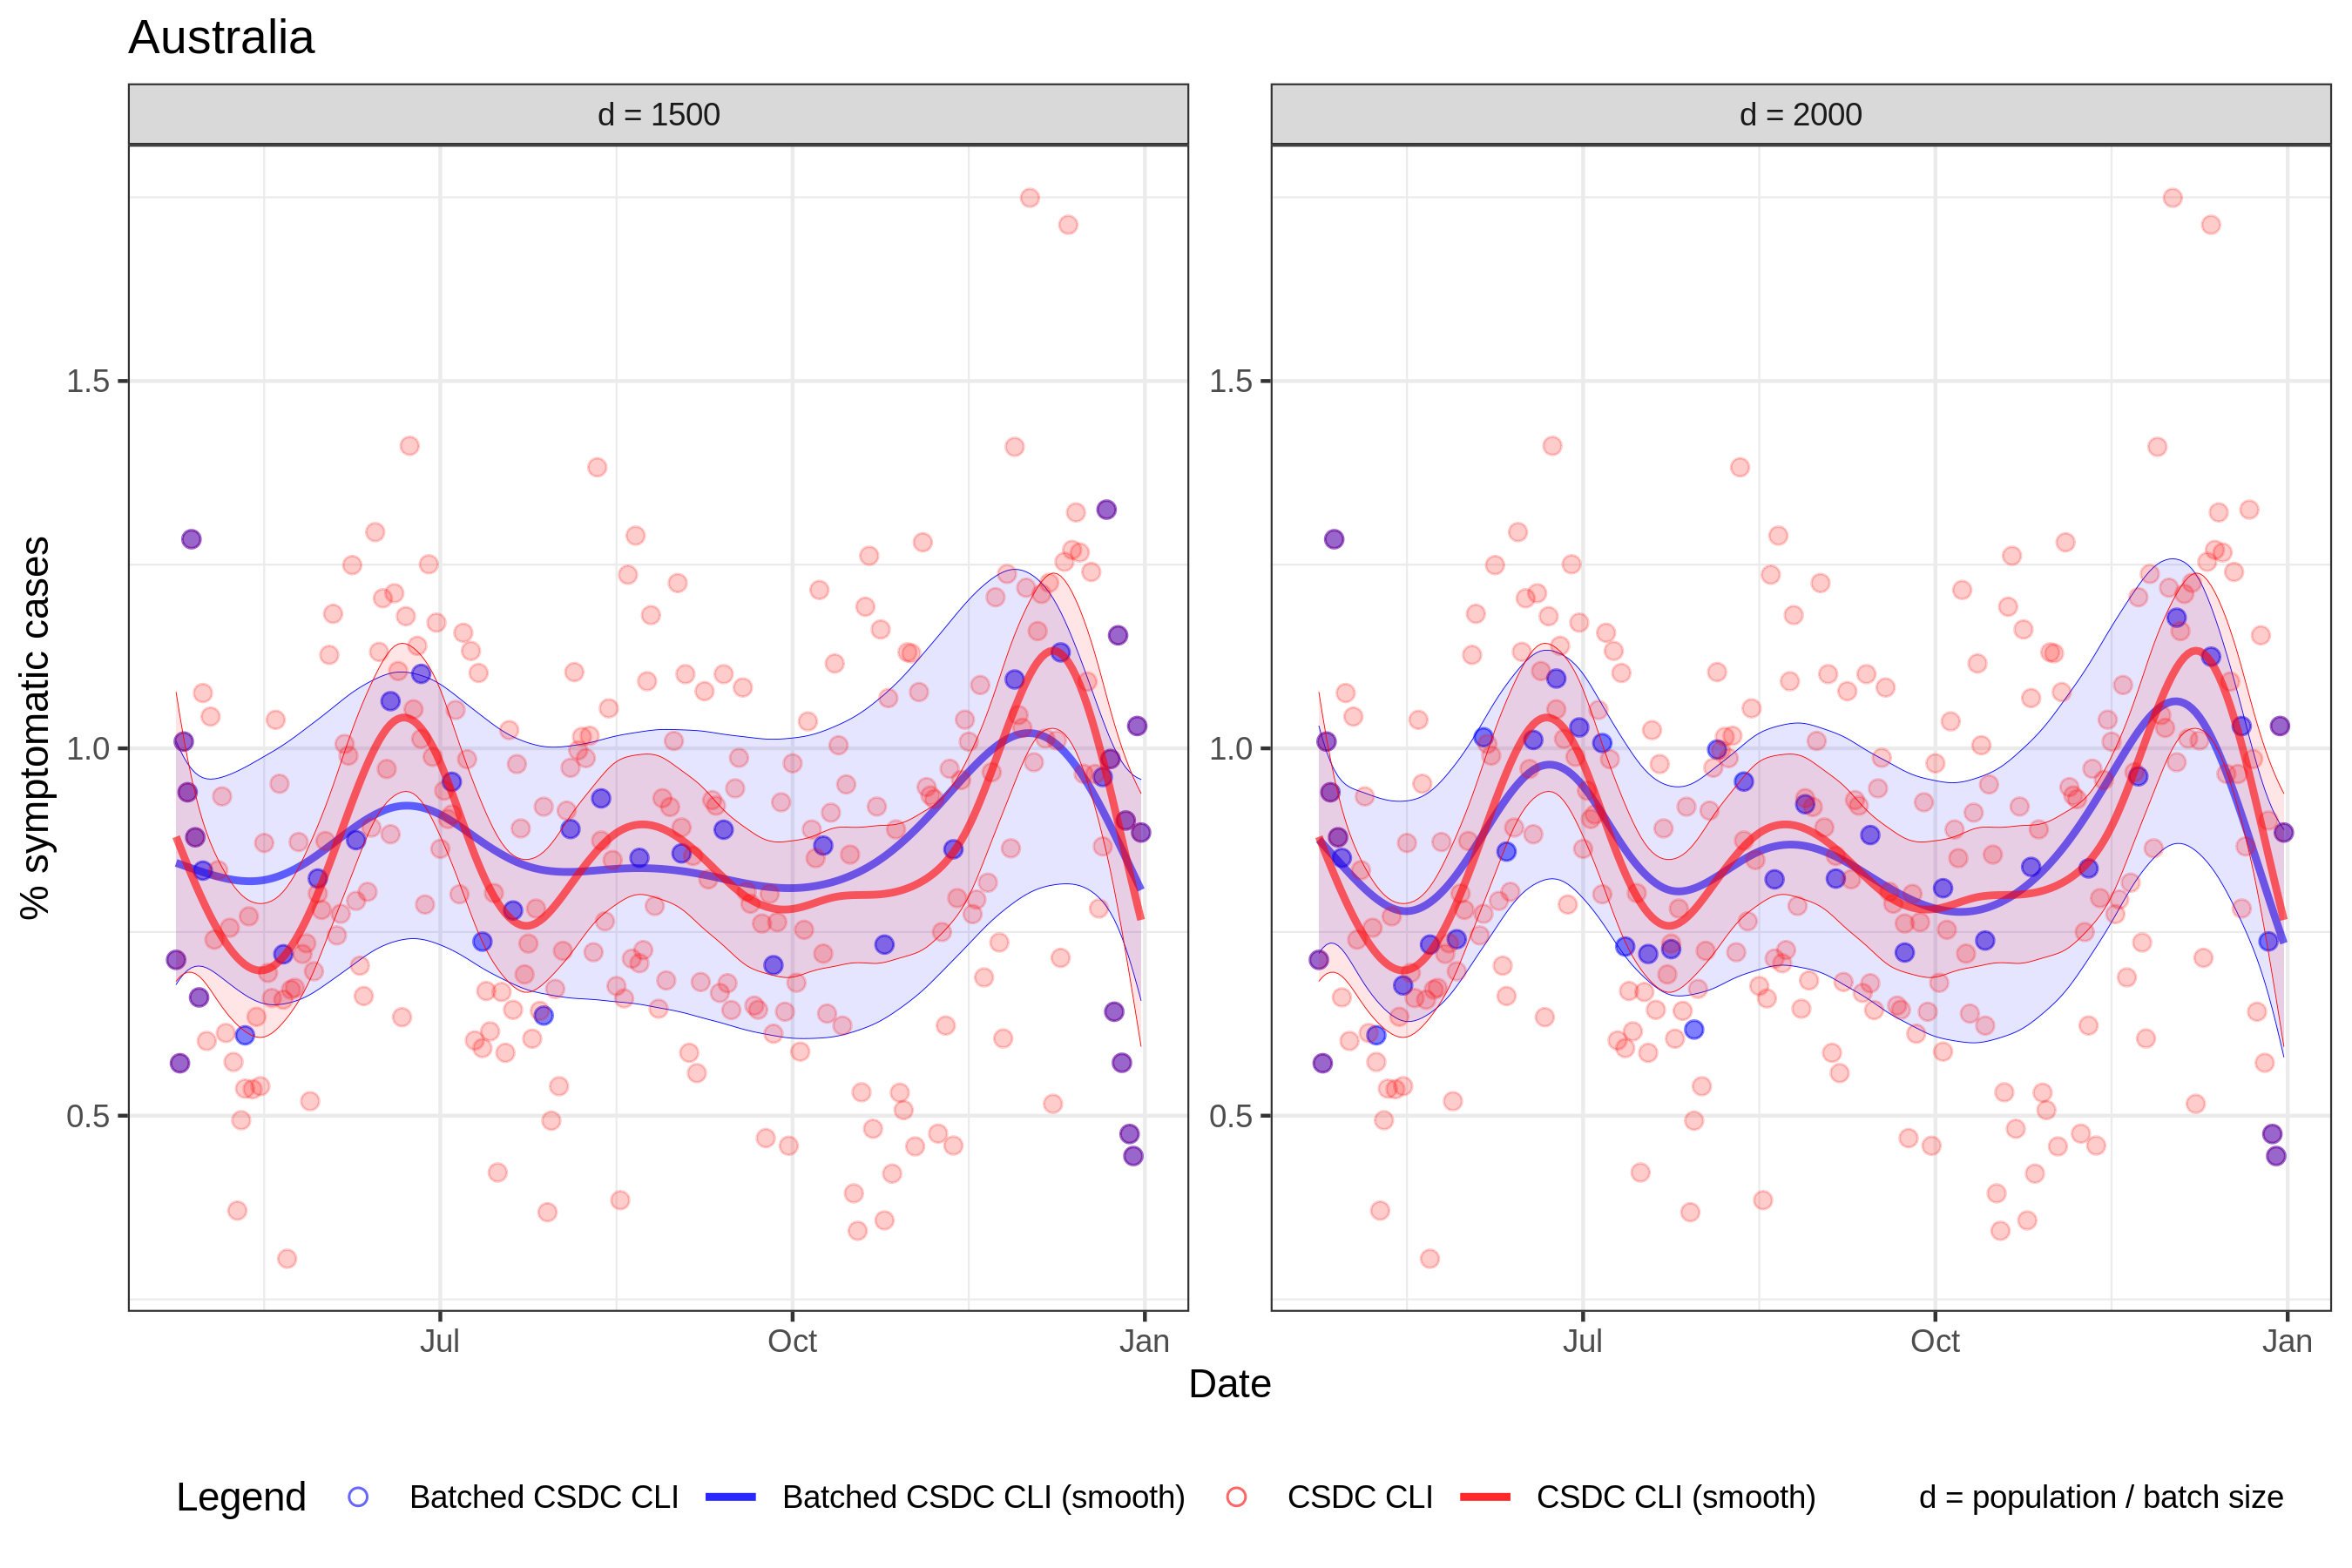 Australia
d = 1500
d = 2000
% symptomatic cases
1.5
1.0
0.5
1.5
1.0
0.5
Jul
Oct
Jan
Jul
Oct
Jan
Date
Legend
Batched CSDC CLI
Batched CSDC CLI (smooth)
CSDC CLI
CSDC CLI (smooth)
d = population / batch size